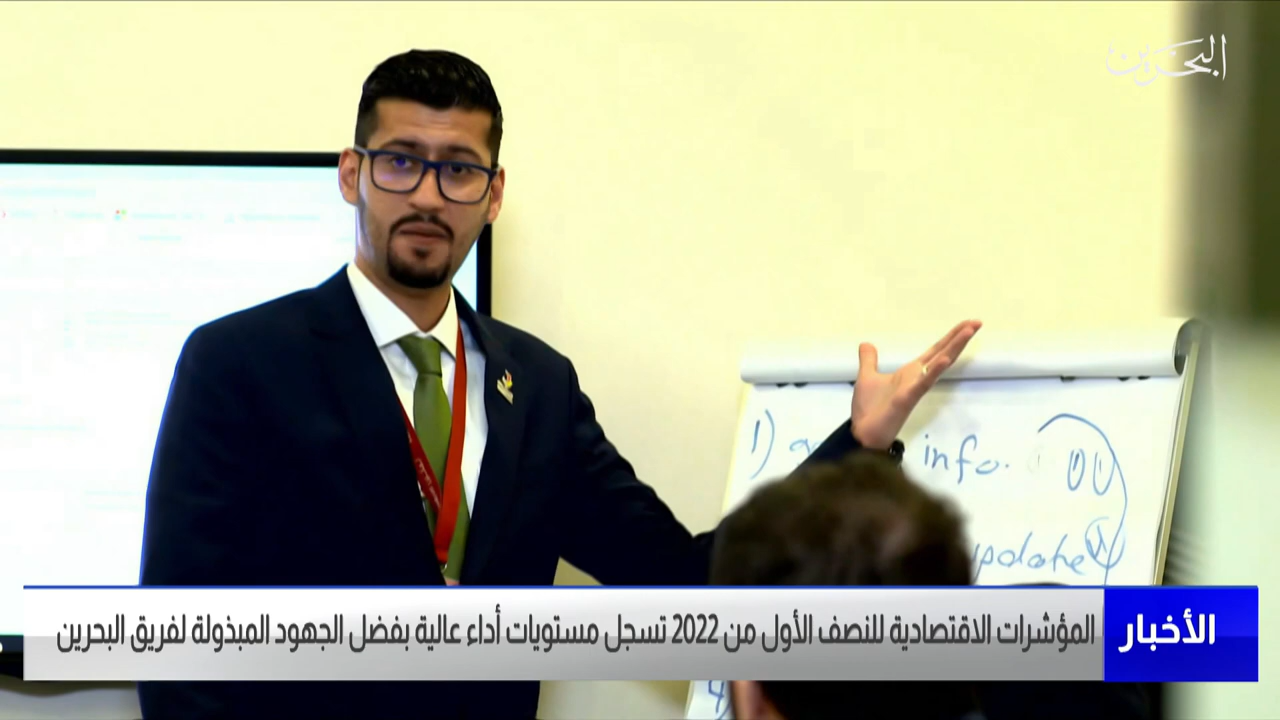 البحرين
1)
info.
update
الأخبار
المؤشرات الاقتصادية للنصف الأول من 2022 تسجل مستويات أداء عالية بفضل الجهود المبذولة لفريق البحرين